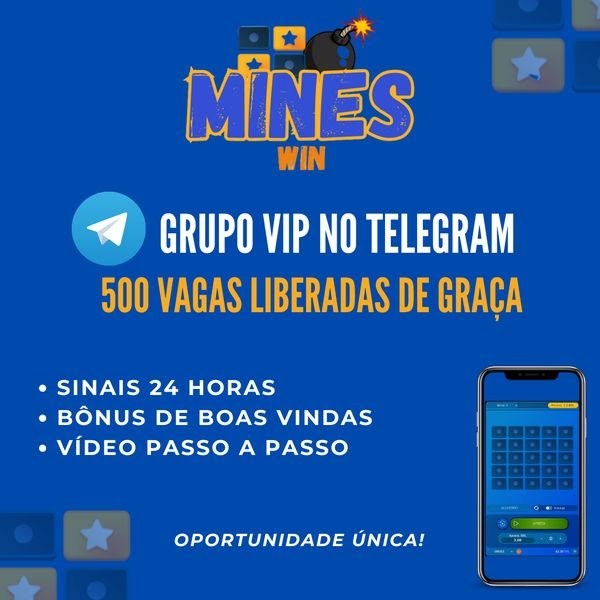 MINES
WIN
GRUPO VIP NO TELEGRAM
500 VAGAS LIBERADAS DE GRAÇA
• SINAIS 24 HORAS
• BÔNUS DE BOAS VINDAS
• VÍDEO PASSO A PASSO
OPORTUNIDADE ÚNICA!